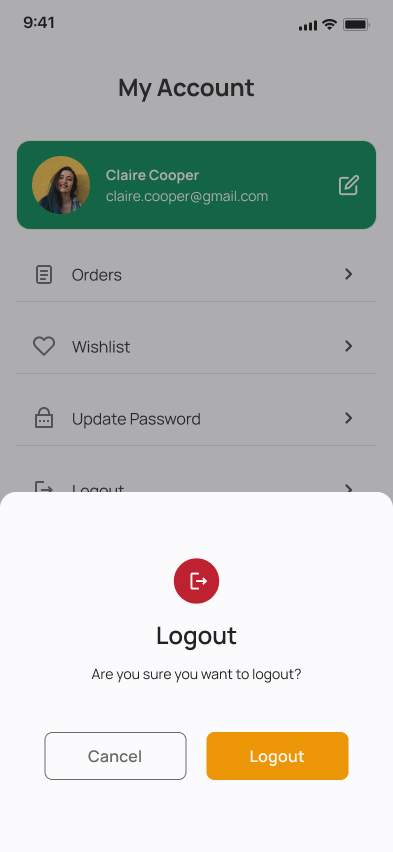 9:41
My Account
Claire Cooper
claire.cooper@gmail.com
Orders
Wishlist
Update Password
Logout
Logout
Are you sure you want to logout?
Cancel
Logout